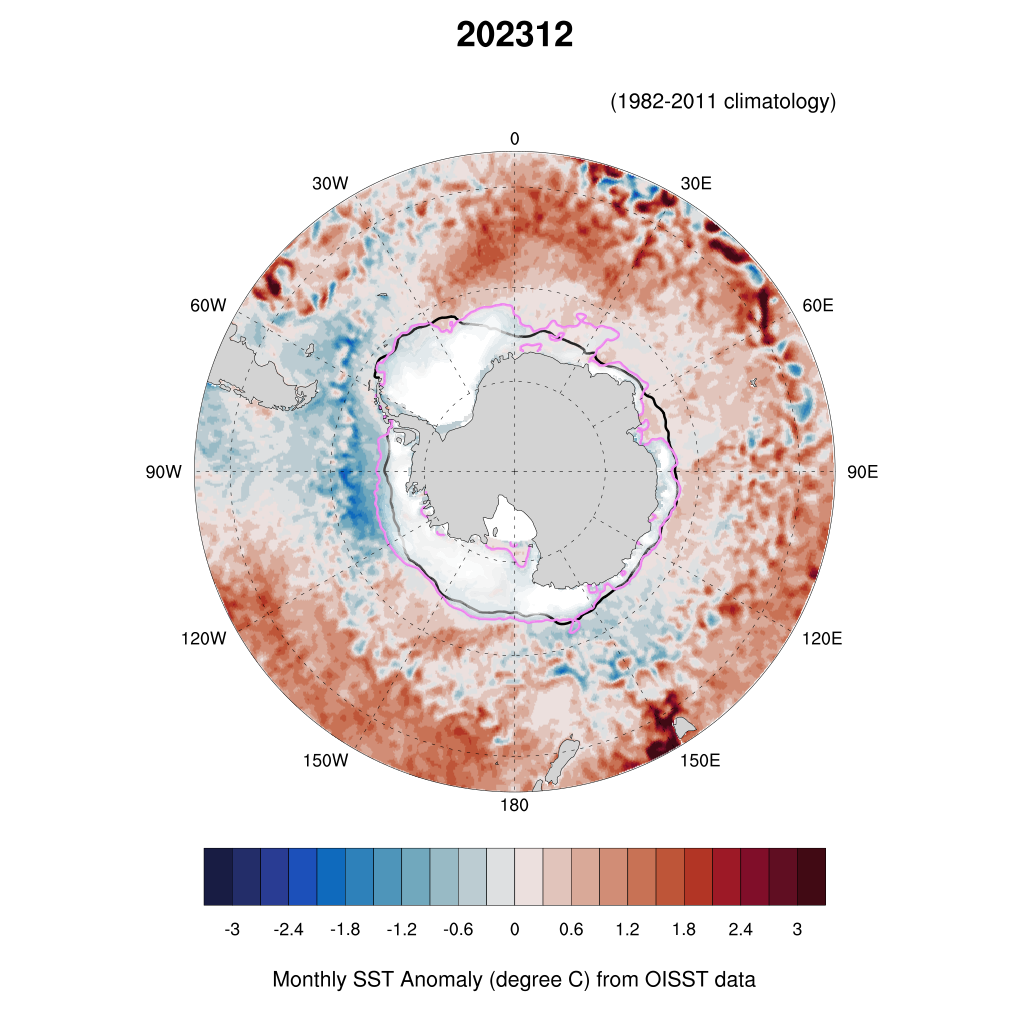 202312
(1982-2011 climatology)
0
30W 30E
60W 60E
90W 90E
120W 120E
150W 150E
180
-3 -2.4 -1.8 -1.2 -0.6 0 0.6 1.2 1.8 2.4 3
Monthly SST Anomaly (degree C) from OISST data